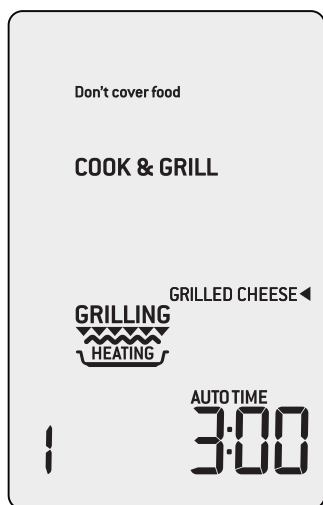 Don't cover food
COOK & GRILL
GRILLED CHEESE
GRILLING
HEATING
AUTO TIME
1 3:00